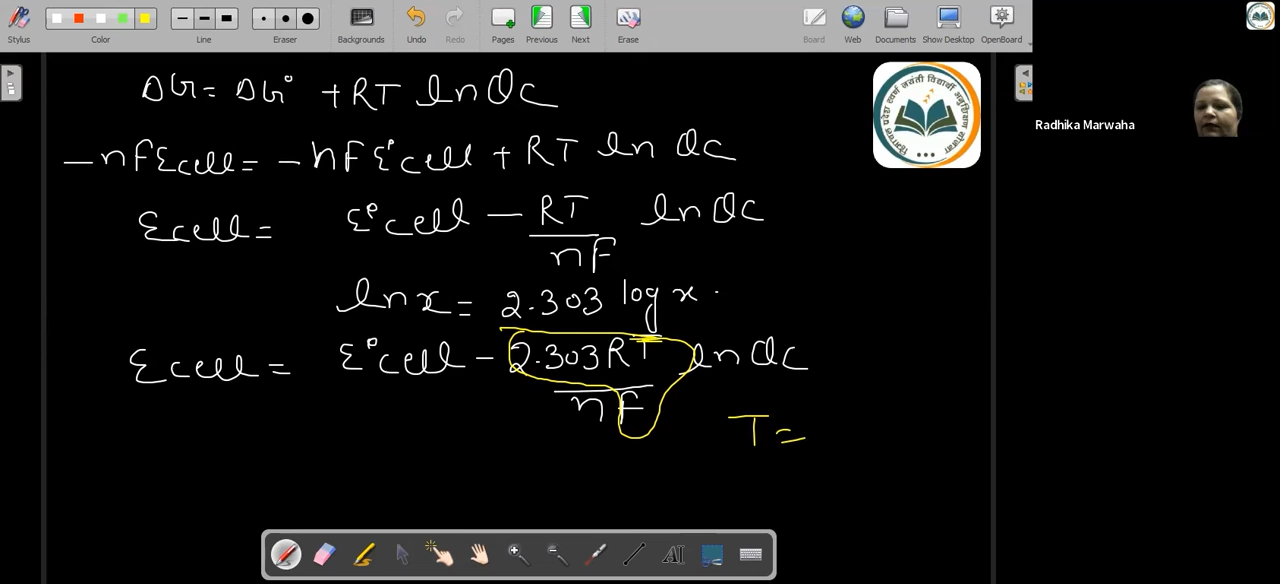 Stylus Color Line Eraser Backgrounds Undo Redo Pages Previous Next Erase Board Web Documents Show Desktop OpenBoard
ΔG = ΔG° + RT ln Qc
Radhika Marwaha
-nFEcell = -nFE°cell + RT ln Qc
Ecell = E°cell - RT/nF ln Qc
ln x = 2.303 log x
Ecell = E°cell - 2.303RT/nF ln Qc
T =
AI